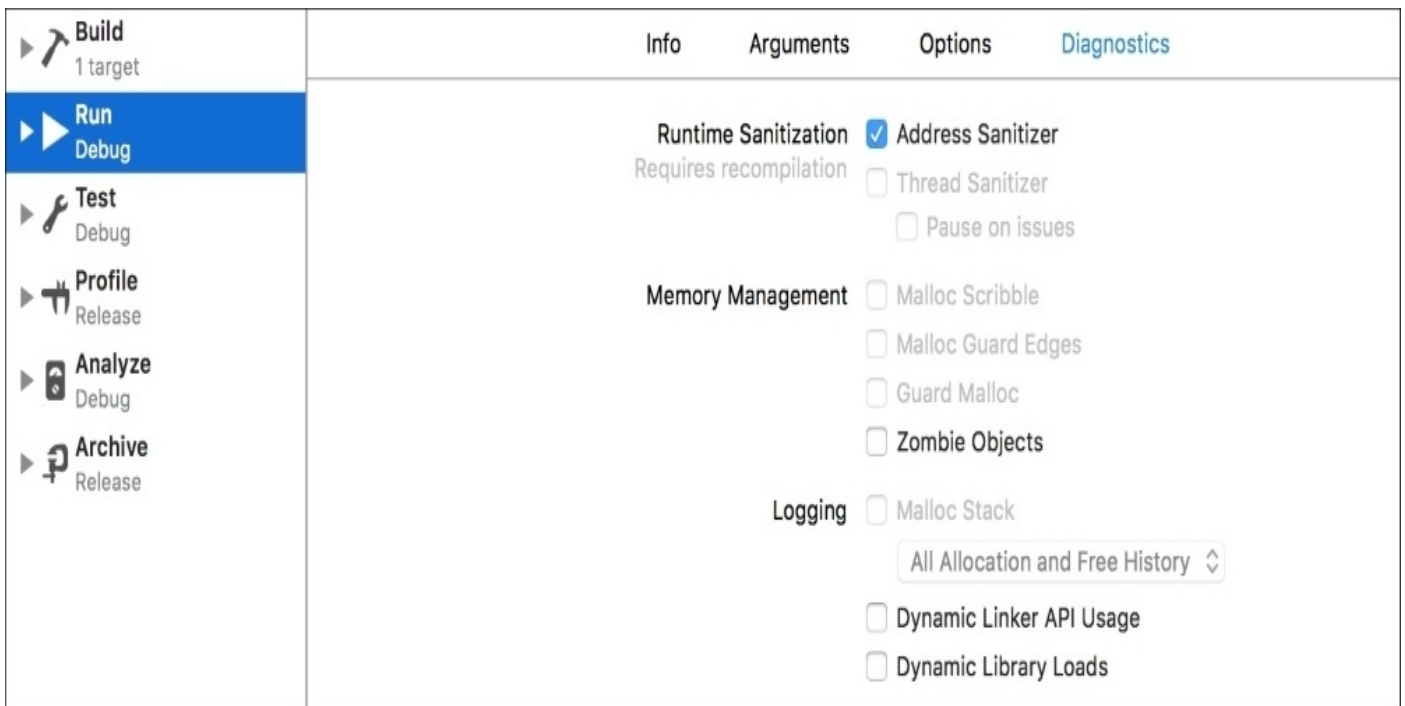 Build
1 target
Run
Debug
Test
Debug
Profile
Release
Analyze
Debug
Archive
Release
Info Arguments Options Diagnostics
Runtime Sanitization Address Sanitizer
Requires recompilation Thread Sanitizer
Pause on issues
Memory Management Malloc Scribble
Malloc Guard Edges
Guard Malloc
Zombie Objects
Logging Malloc Stack
All Allocation and Free History
Dynamic Linker API Usage
Dynamic Library Loads